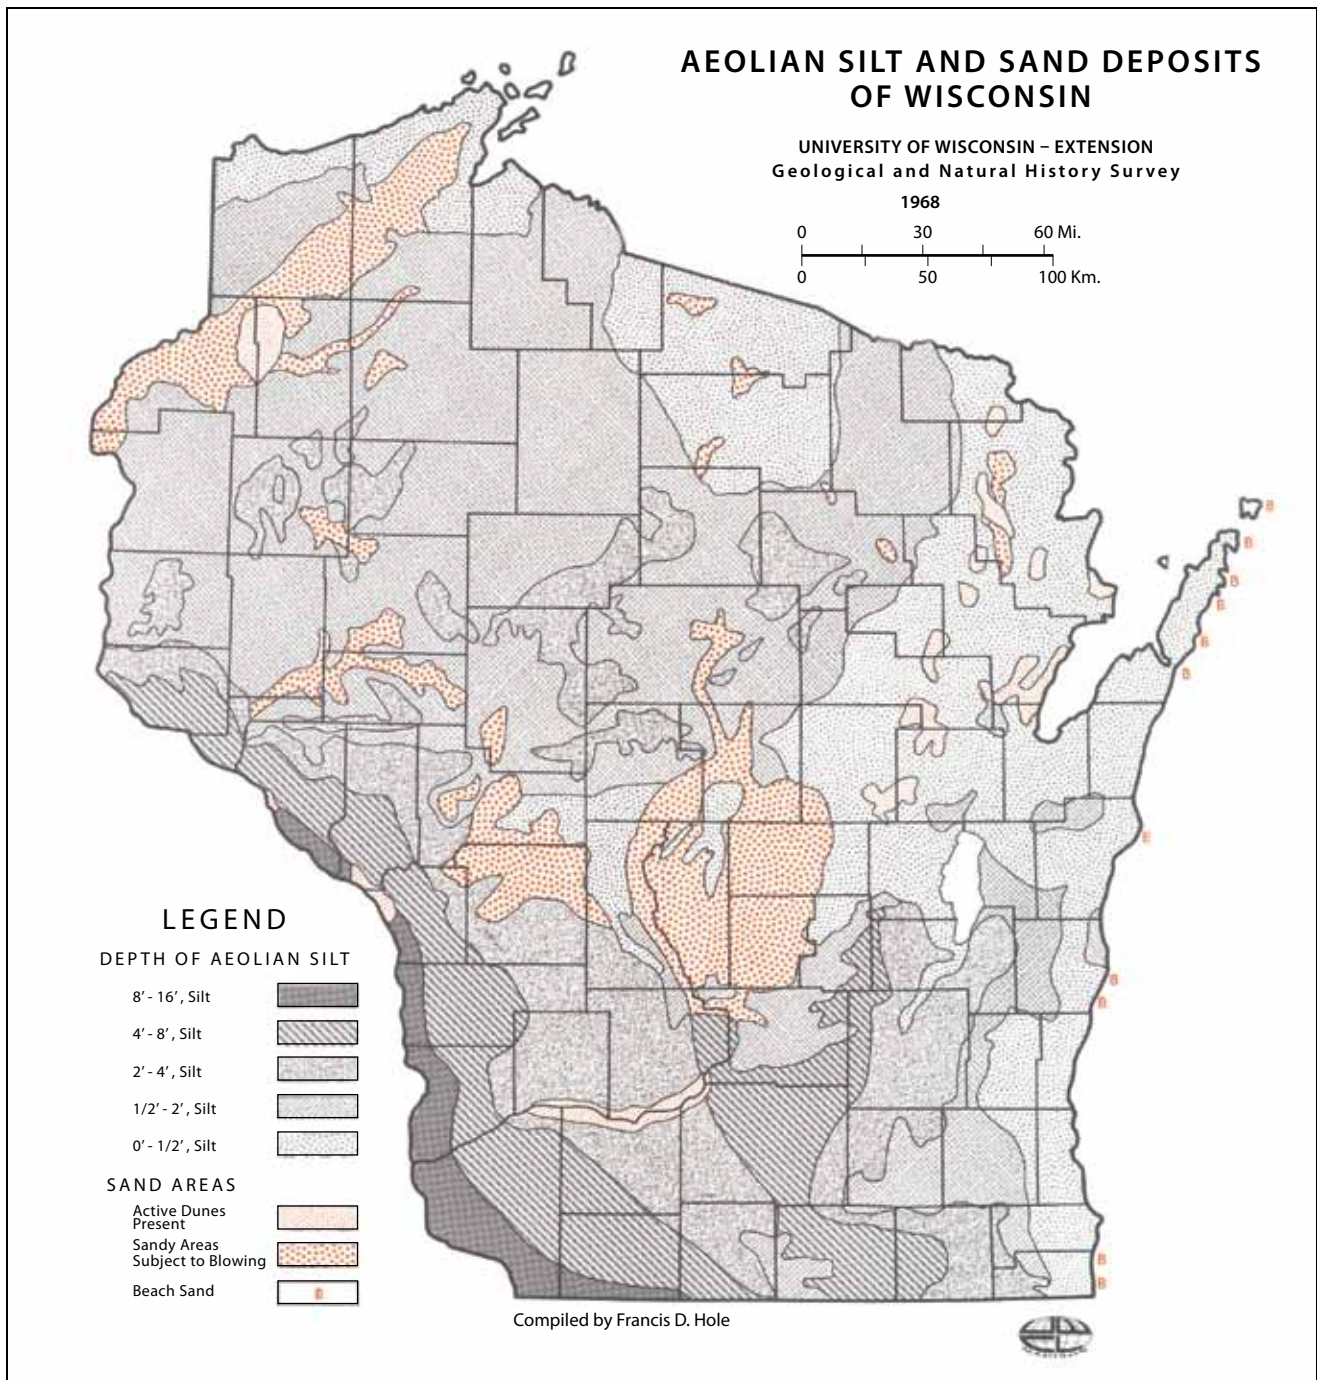 AEOLIAN SILT AND SAND DEPOSITS
OF WISCONSIN
UNIVERSITY OF WISCONSIN – EXTENSION
Geological and Natural History Survey
1968
0 30 60 Mi.
0 50 100 Km.
B
B
B
B
B
B
B
B
B
B
B
LEGEND
DEPTH OF AEOLIAN SILT
8' - 16', Silt
4' - 8', Silt
2' - 4', Silt
1/2' - 2', Silt
0' - 1/2', Silt
SAND AREAS
Active Dunes
Present
Sandy Areas
Subject to Blowing
Beach Sand B
Compiled by Francis D. Hole